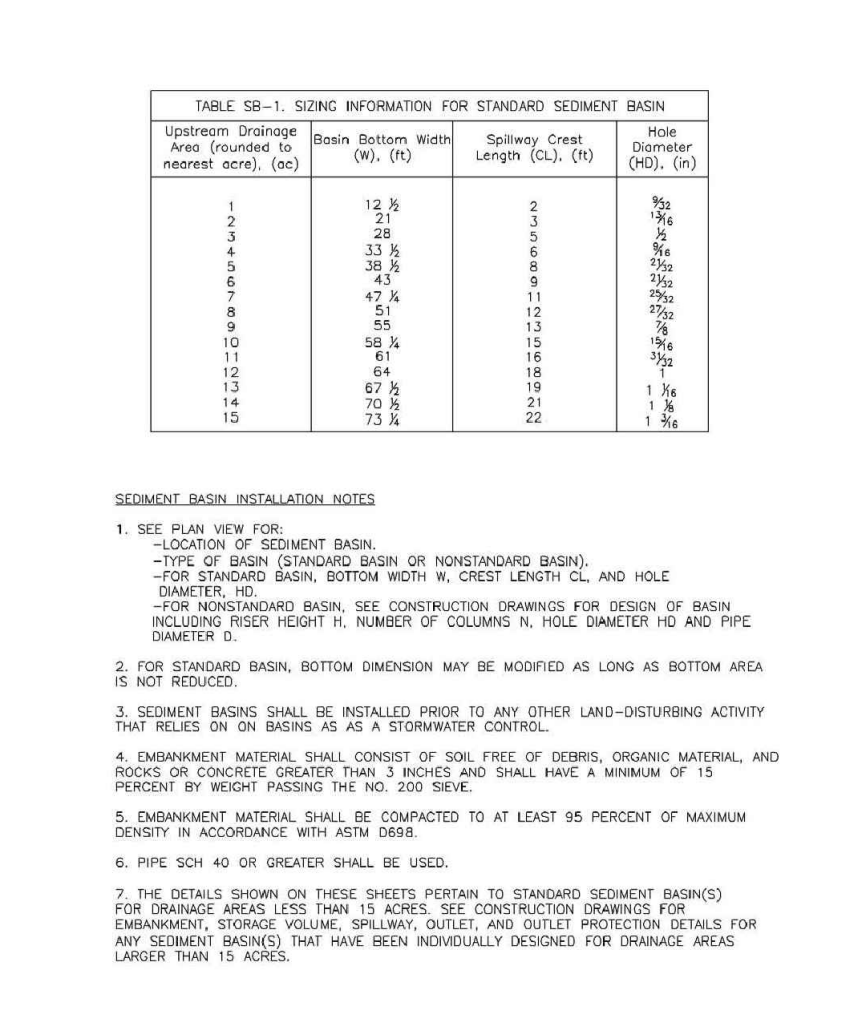 TABLE SB-1. SIZING INFORMATION FOR STANDARD SEDIMENT BASIN
Upstream Drainage
Area (rounded to
nearest acre), (ac)
Basin Bottom Width
(W), (ft)
Spillway Crest
Length (CL), (ft)
Hole
Diameter
(HD), (in)
1 12 ½ 2 9/32
2 21 3 13/16
3 28 5 ½
4 33 ½ 6 9/16
5 38 ½ 8 21/32
6 43 9 21/32
7 47 ¼ 11 25/32
8 51 12 27/32
9 55 13 7/8
10 58 ¼ 15 15/16
11 61 16 31/32
12 64 18 1
13 67 ½ 19 1 1/16
14 70 ½ 21 1 1/8
15 73 ¼ 22 1 3/16
SEDIMENT BASIN INSTALLATION NOTES
1. SEE PLAN VIEW FOR:
-LOCATION OF SEDIMENT BASIN.
-TYPE OF BASIN (STANDARD BASIN OR NONSTANDARD BASIN).
-FOR STANDARD BASIN, BOTTOM WIDTH W, CREST LENGTH CL, AND HOLE
DIAMETER, HD.
-FOR NONSTANDARD BASIN, SEE CONSTRUCTION DRAWINGS FOR DESIGN OF BASIN
INCLUDING RISER HEIGHT H, NUMBER OF COLUMNS N, HOLE DIAMETER HD AND PIPE
DIAMETER D.
2. FOR STANDARD BASIN, BOTTOM DIMENSION MAY BE MODIFIED AS LONG AS BOTTOM AREA
IS NOT REDUCED.
3. SEDIMENT BASINS SHALL BE INSTALLED PRIOR TO ANY OTHER LAND-DISTURBING ACTIVITY
THAT RELIES ON ON BASINS AS AS A STORMWATER CONTROL.
4. EMBANKMENT MATERIAL SHALL CONSIST OF SOIL FREE OF DEBRIS, ORGANIC MATERIAL, AND
ROCKS OR CONCRETE GREATER THAN 3 INCHES AND SHALL HAVE A MINIMUM OF 15
PERCENT BY WEIGHT PASSING THE NO. 200 SIEVE.
5. EMBANKMENT MATERIAL SHALL BE COMPACTED TO AT LEAST 95 PERCENT OF MAXIMUM
DENSITY IN ACCORDANCE WITH ASTM D698.
6. PIPE SCH 40 OR GREATER SHALL BE USED.
7. THE DETAILS SHOWN ON THESE SHEETS PERTAIN TO STANDARD SEDIMENT BASIN(S)
FOR DRAINAGE AREAS LESS THAN 15 ACRES. SEE CONSTRUCTION DRAWINGS FOR
EMBANKMENT, STORAGE VOLUME, SPILLWAY, OUTLET, AND OUTLET PROTECTION DETAILS FOR
ANY SEDIMENT BASIN(S) THAT HAVE BEEN INDIVIDUALLY DESIGNED FOR DRAINAGE AREAS
LARGER THAN 15 ACRES.